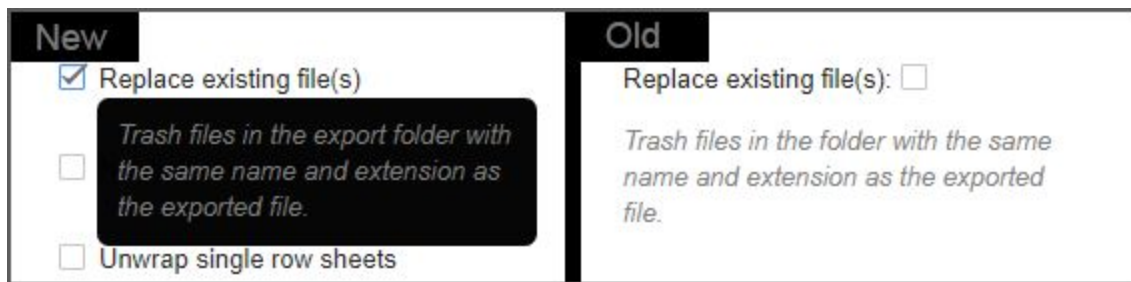 New
Replace existing file(s)
Trash files in the export folder with
the same name and extension as
the exported file.
Unwrap single row sheets
Old
Replace existing file(s):
Trash files in the folder with the same
name and extension as the exported
file.